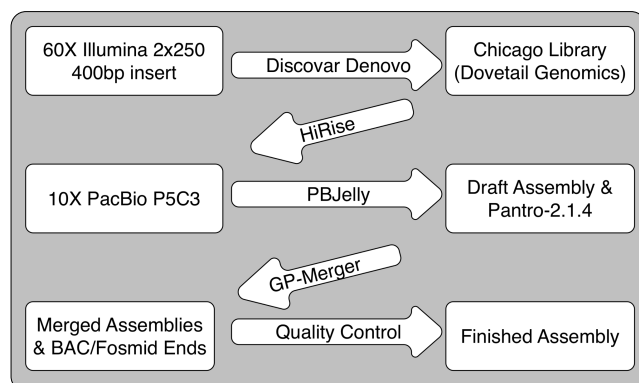 60X Illumina 2x250
400bp insert
Discovar Denovo
Chicago Library
(Dovetail Genomics)
HiRise
10X PacBio P5C3
PBJelly
Draft Assembly &
Pantro-2.1.4
GP-Merger
Merged Assemblies
& BAC/Fosmid Ends
Quality Control
Finished Assembly